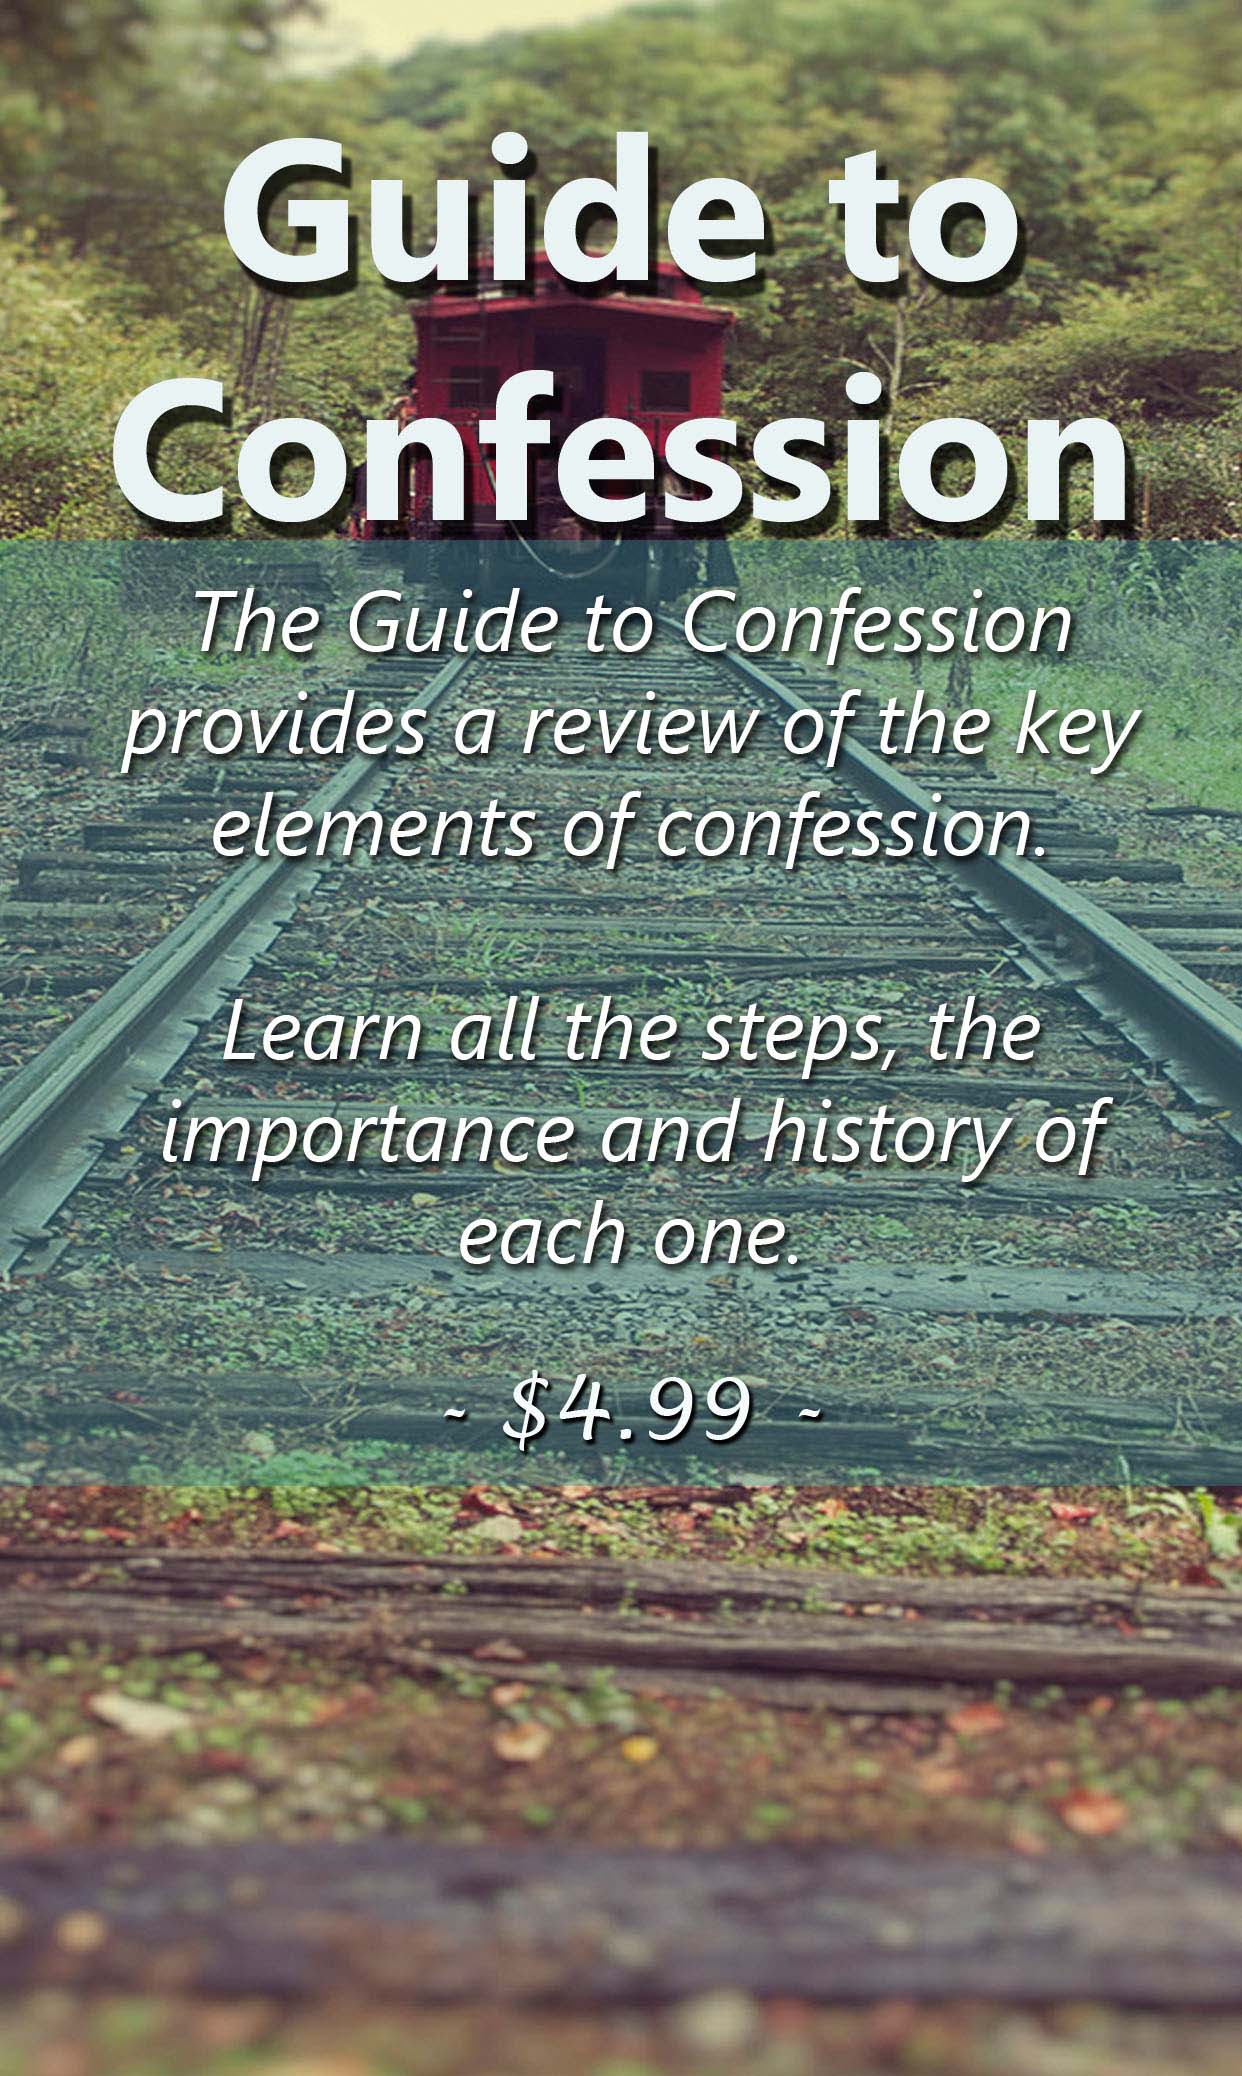 Guide to
Confession
The Guide to Confession
provides a review of the key
elements of confession.
Learn all the steps, the
importance and history of
each one.
~ $4.99 ~